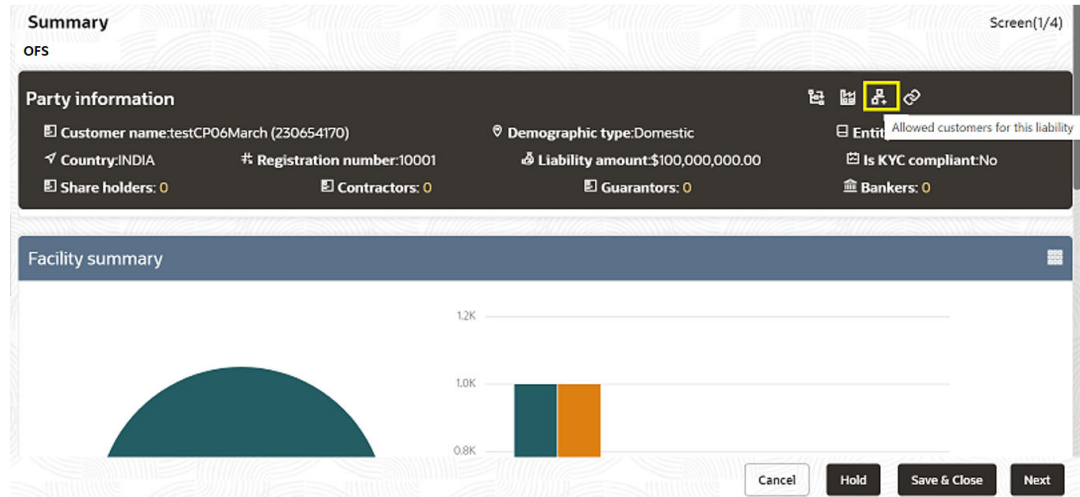 Summary
Screen(1/4)
OFS
Party information
Customer name:testCP06March (230654170)
Demographic type:Domestic
Entit
Allowed customers for this liability
Country:INDIA
Registration number:10001
Liability amount:$100,000,000.00
Is KYC compliant:No
Share holders: 0
Contractors: 0
Guarantors: 0
Bankers: 0
Facility summary
1.2K
1.0K
0.8K
Cancel
Hold
Save & Close
Next